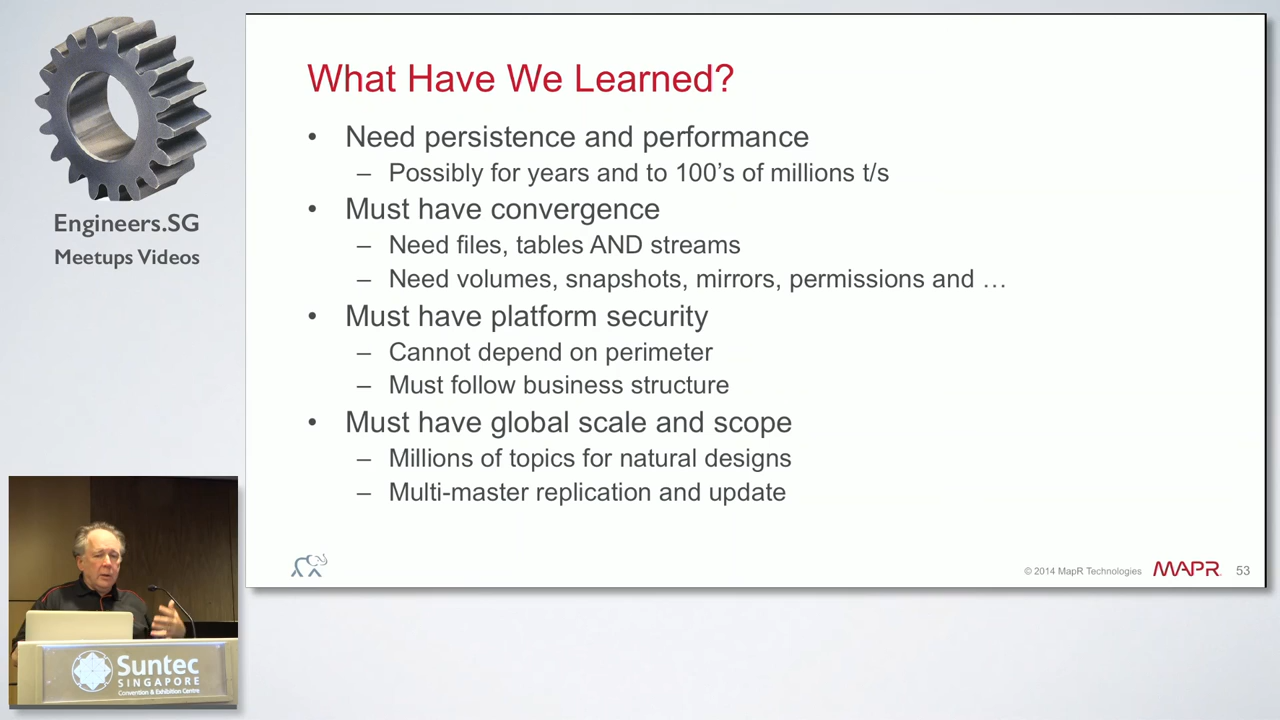 Engineers.SG
Meetups Videos
What Have We Learned?
• Need persistence and performance
– Possibly for years and to 100’s of millions t/s
• Must have convergence
– Need files, tables AND streams
– Need volumes, snapshots, mirrors, permissions and …
• Must have platform security
– Cannot depend on perimeter
– Must follow business structure
• Must have global scale and scope
– Millions of topics for natural designs
– Multi-master replication and update
© 2014 MapR Technologies MAPR 53
Suntec
SINGAPORE
Convention & Exhibition Centre